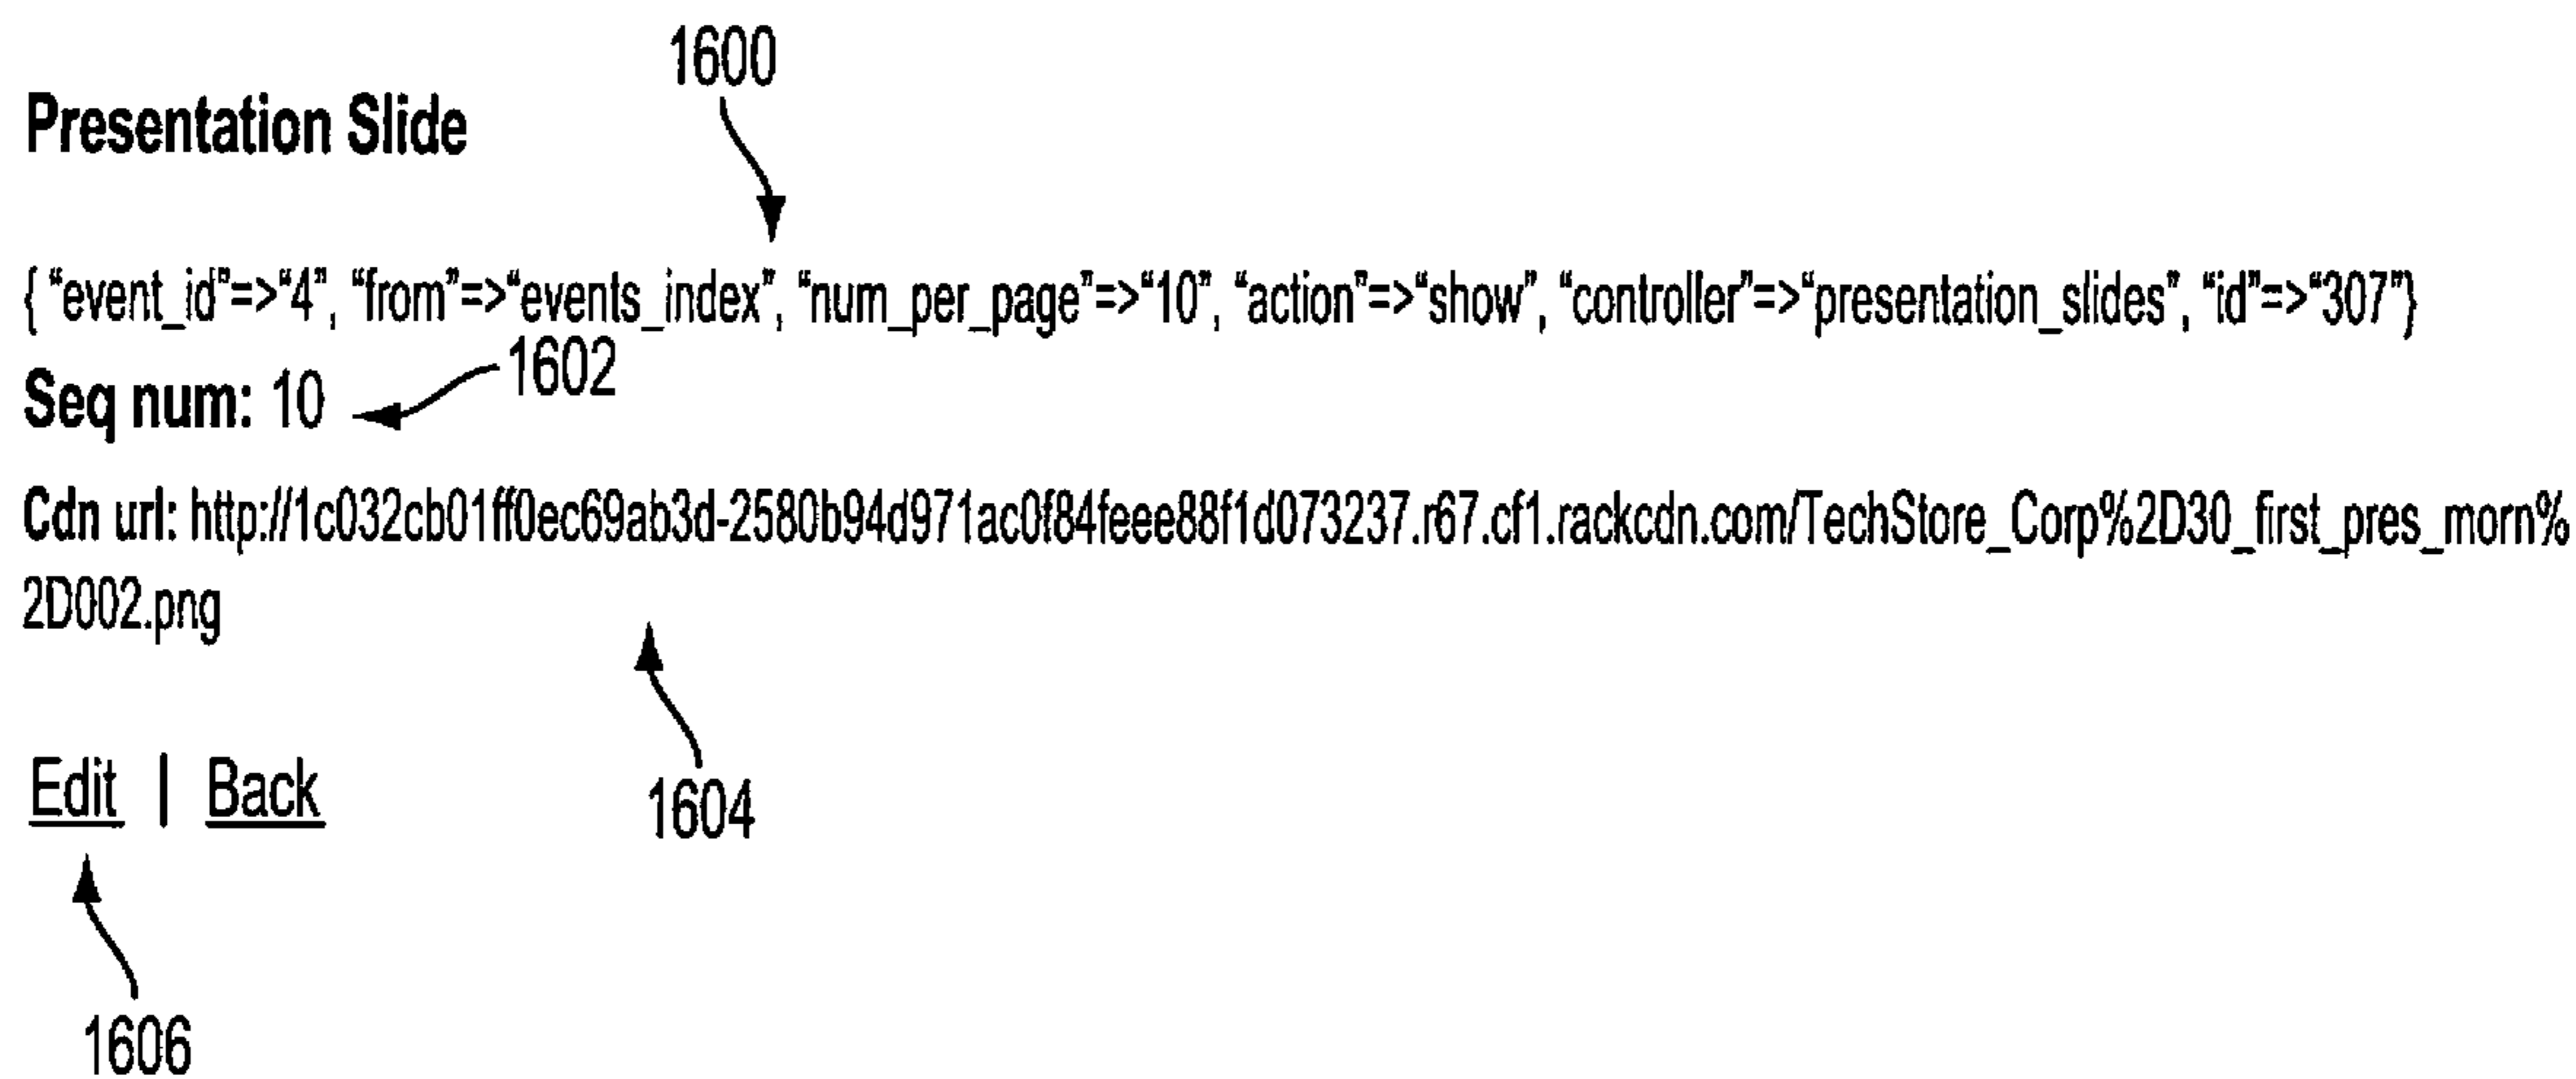 1600
Presentation Slide
{ “event_id”=>“4”, “from”=>“events_index”, “num_per_page”=>“10”, “action”=>“show”, “controller”=>“presentation_slides”, “id”=>“307”}
1602
Seq num: 10
Cdn url: http://1c032cb01ff0ec69ab3d-2580b94d971ac0f84feee88f1d073237.r67.cf1.rackcdn.com/TechStore_Corp%2D30_first_pres_morn%
2D002.png
Edit | Back
1604
1606